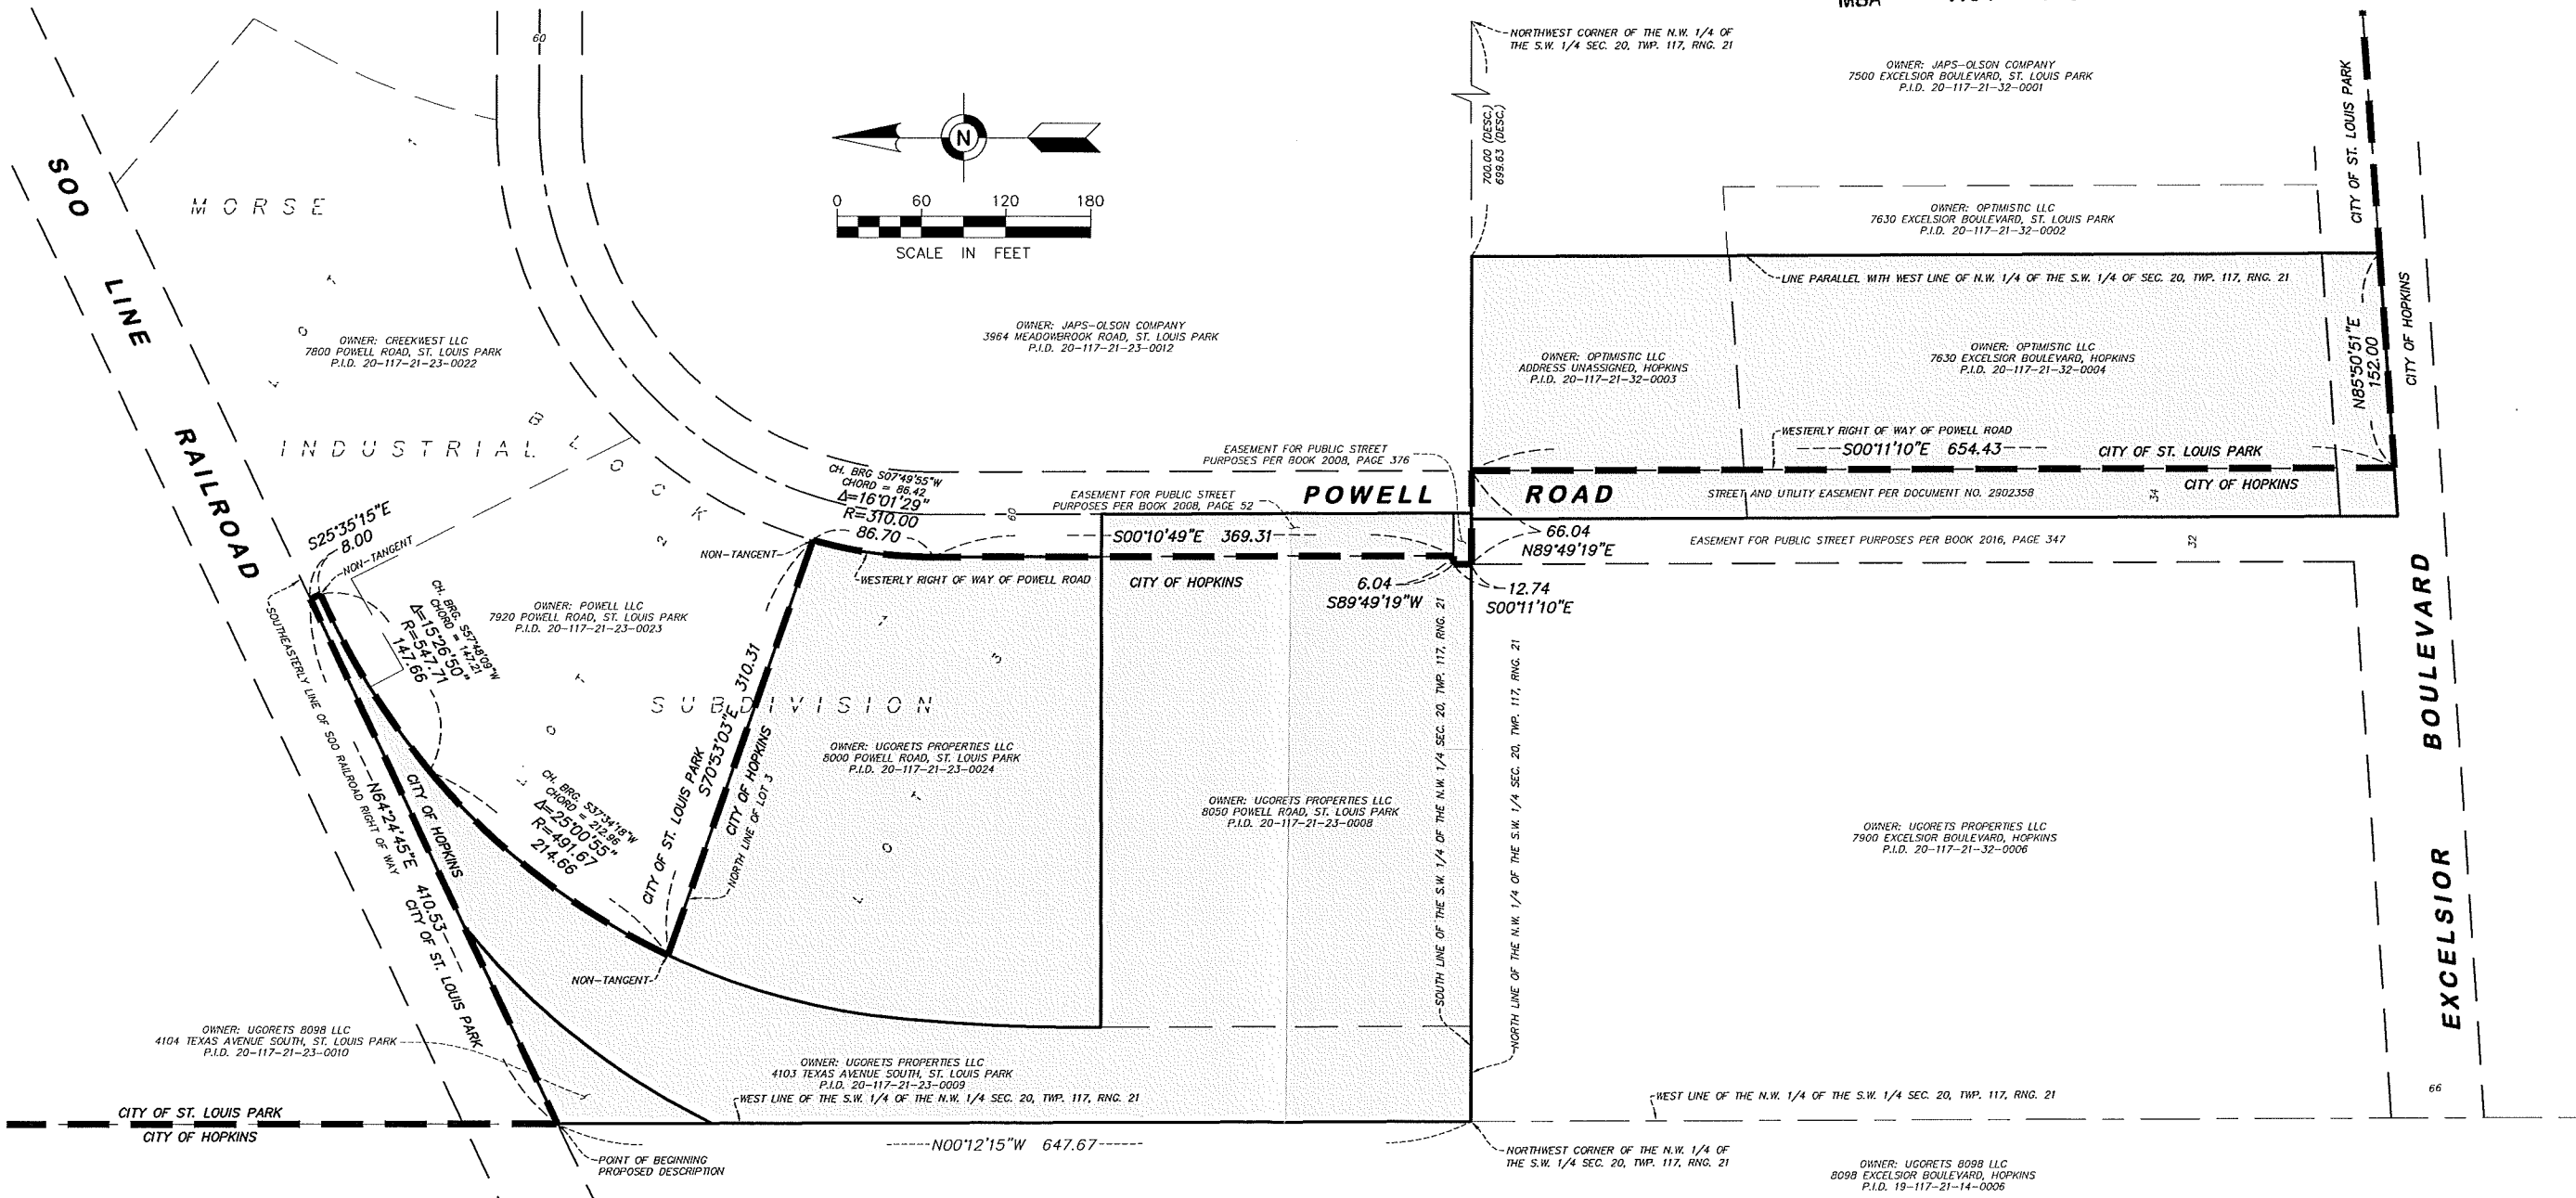 MORSE
INDUSTRIAL
SUBDIVISION
LOT 1
BLOCK 2
LOT 3
SOO LINE RAILROAD
60
N
0 60 120 180
SCALE IN FEET
NORTHWEST CORNER OF THE N.W. 1/4 OF
THE S.W. 1/4 SEC. 20, TWP. 117, RNG. 21
700.00 (DESC.)
699.63 (DESC.)
OWNER: JAPS-OLSON COMPANY
7500 EXCELSIOR BOULEVARD, ST. LOUIS PARK
P.I.D. 20-117-21-32-0001
CITY OF ST. LOUIS PARK
CITY OF HOPKINS
OWNER: OPTIMISTIC LLC
7630 EXCELSIOR BOULEVARD, ST. LOUIS PARK
P.I.D. 20-117-21-32-0002
LINE PARALLEL WITH WEST LINE OF N.W. 1/4 OF THE S.W. 1/4 OF SEC. 20, TWP. 117, RNG. 21
OWNER: CREEKWEST LLC
7800 POWELL ROAD, ST. LOUIS PARK
P.I.D. 20-117-21-23-0022
OWNER: JAPS-OLSON COMPANY
3964 MEADOWBROOK ROAD, ST. LOUIS PARK
P.I.D. 20-117-21-23-0012
OWNER: OPTIMISTIC LLC
ADDRESS UNASSIGNED, HOPKINS
P.I.D. 20-117-21-32-0003
OWNER: OPTIMISTIC LLC
7630 EXCELSIOR BOULEVARD, HOPKINS
P.I.D. 20-117-21-32-0004
N85°50'51"E
152.00
WESTERLY RIGHT OF WAY OF POWELL ROAD
S00°11'10"E 654.43
CITY OF ST. LOUIS PARK
CITY OF HOPKINS
EASEMENT FOR PUBLIC STREET
PURPOSES PER BOOK 2008, PAGE 376
EASEMENT FOR PUBLIC STREET
PURPOSES PER BOOK 2008, PAGE 52
POWELL ROAD
STREET AND UTILITY EASEMENT PER DOCUMENT NO. 2902358
34
60
CH. BRG S07°49'55"W
CHORD = 86.42
Δ=16°01'29"
R=310.00
86.70
NON-TANGENT
S00°10'49"E 369.31
WESTERLY RIGHT OF WAY OF POWELL ROAD
CITY OF HOPKINS
66.04
N89°49'19"E
EASEMENT FOR PUBLIC STREET PURPOSES PER BOOK 2016, PAGE 347
32
6.04
S89°49'19"W
12.74
S00°11'10"E
S25°35'15"E
8.00
NON-TANGENT
CH. BRG. S57°48'09"W
CHORD = 147.21
Δ=15°26'50"
R=547.71
147.66
OWNER: POWELL LLC
7920 POWELL ROAD, ST. LOUIS PARK
P.I.D. 20-117-21-23-0023
SOUTHEASTERLY LINE OF SOO RAILROAD RIGHT OF WAY
N64°24'45"E 410.53
CITY OF HOPKINS
CITY OF ST. LOUIS PARK
CH. BRG. S37°34'18"W
CHORD = 212.96
Δ=25°00'55"
R=491.67
214.66
CITY OF ST. LOUIS PARK
S70°53'03"E 310.31
CITY OF HOPKINS
NORTH LINE OF LOT 3
NON-TANGENT
OWNER: UGORETS PROPERTIES LLC
8000 POWELL ROAD, ST. LOUIS PARK
P.I.D. 20-117-21-23-0024
OWNER: UGORETS PROPERTIES LLC
8050 POWELL ROAD, ST. LOUIS PARK
P.I.D. 20-117-21-23-0008
SOUTH LINE OF THE S.W. 1/4 OF THE N.W. 1/4 SEC. 20, TWP. 117, RNG. 21
NORTH LINE OF THE N.W. 1/4 OF THE S.W. 1/4 SEC. 20, TWP. 117, RNG. 21
OWNER: UGORETS PROPERTIES LLC
7900 EXCELSIOR BOULEVARD, HOPKINS
P.I.D. 20-117-21-32-0006
EXCELSIOR BOULEVARD
66
OWNER: UGORETS 8098 LLC
4104 TEXAS AVENUE SOUTH, ST. LOUIS PARK
P.I.D. 20-117-21-23-0010
OWNER: UGORETS PROPERTIES LLC
4103 TEXAS AVENUE SOUTH, ST. LOUIS PARK
P.I.D. 20-117-21-23-0009
WEST LINE OF THE S.W. 1/4 OF THE N.W. 1/4 SEC. 20, TWP. 117, RNG. 21
WEST LINE OF THE N.W. 1/4 OF THE S.W. 1/4 SEC. 20, TWP. 117, RNG. 21
CITY OF ST. LOUIS PARK
CITY OF HOPKINS
N00°12'15"W 647.67
POINT OF BEGINNING
PROPOSED DESCRIPTION
NORTHWEST CORNER OF THE N.W. 1/4 OF
THE S.W. 1/4 SEC. 20, TWP. 117, RNG. 21
OWNER: UGORETS 8098 LLC
8098 EXCELSIOR BOULEVARD, HOPKINS
P.I.D. 19-117-21-14-0006